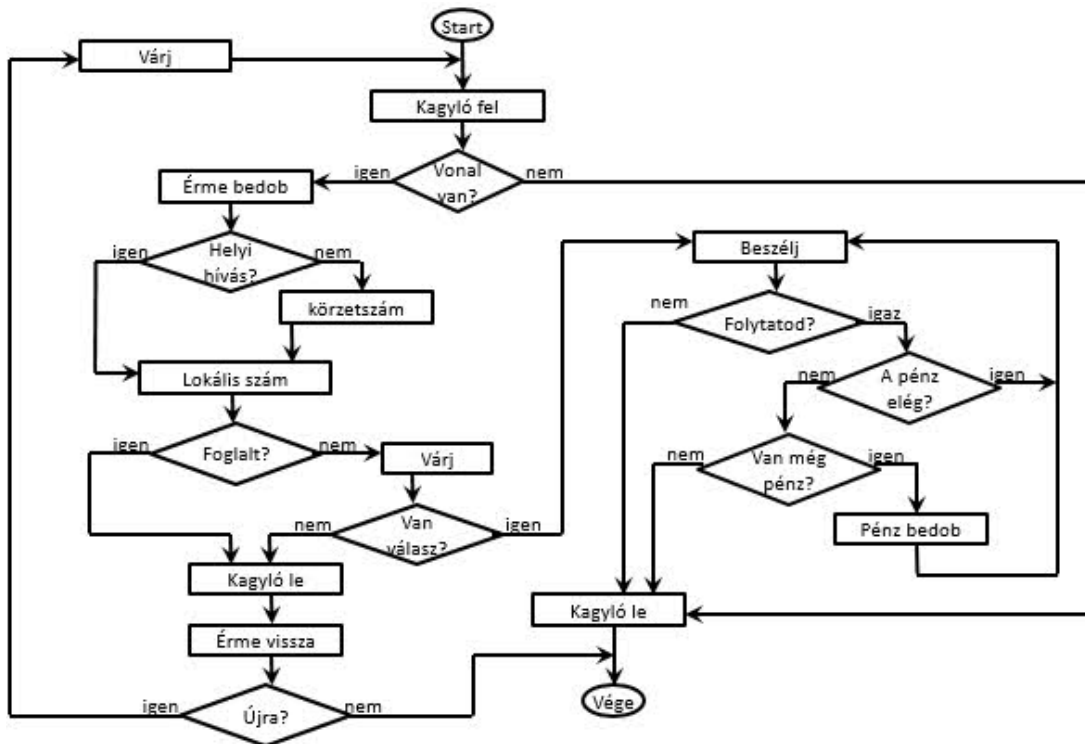 Start
Várj
Kagyló fel
igen
Vonal
van?
nem
Érme bedob
igen
Helyi
hívás?
nem
körzetszám
Lokális szám
igen
Foglalt?
nem
Várj
nem
Van
válasz?
igen
Kagyló le
Érme vissza
igen
Újra?
nem
Beszélj
nem
Folytatod?
igaz
nem
A pénz
elég?
igen
nem
Van még
pénz?
igen
Pénz bedob
Kagyló le
Vége